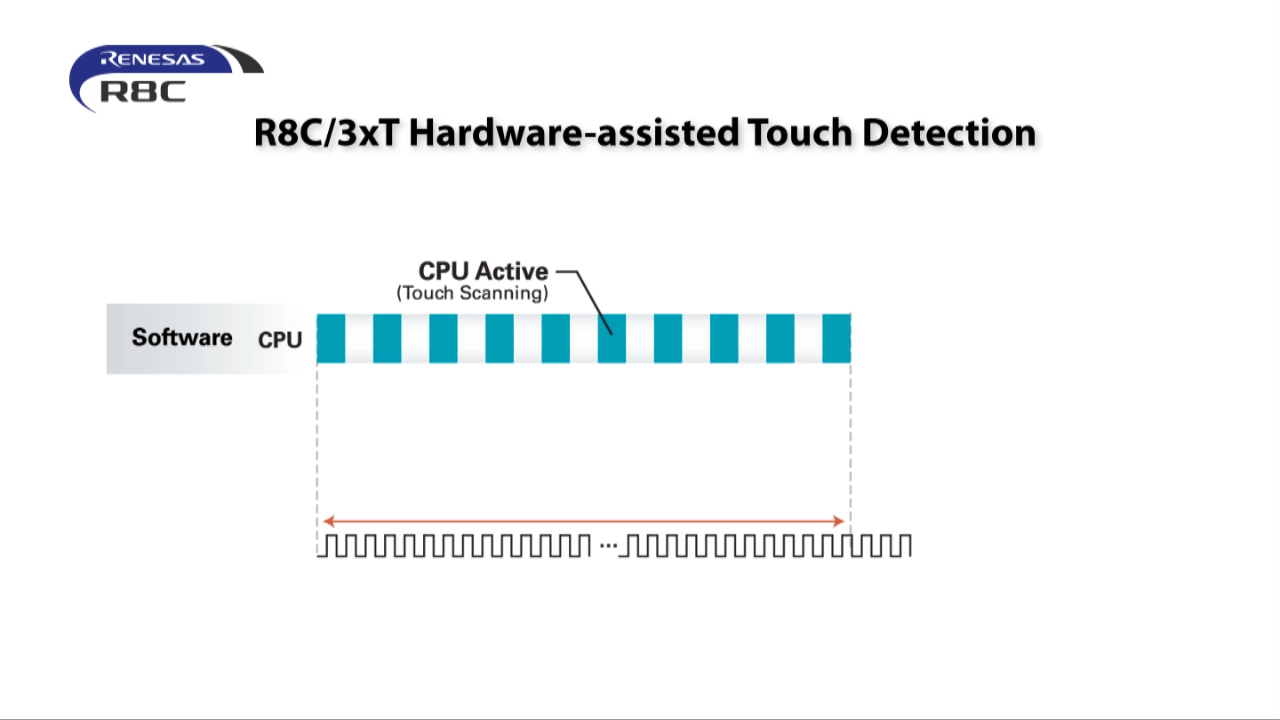 RENESAS
R8C
R8C/3xT Hardware-assisted Touch Detection
CPU Active
(Touch Scanning)
Software CPU
...